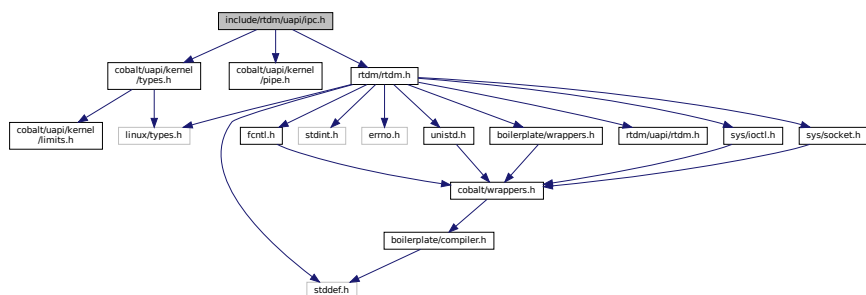 include/rtdm/uapi/ipc.h
cobalt/uapi/kernel
/types.h
cobalt/uapi/kernel
/pipe.h
rtdm/rtdm.h
cobalt/uapi/kernel
/limits.h
linux/types.h
fcntl.h
stdint.h
errno.h
unistd.h
boilerplate/wrappers.h
rtdm/uapi/rtdm.h
sys/ioctl.h
sys/socket.h
cobalt/wrappers.h
boilerplate/compiler.h
stddef.h